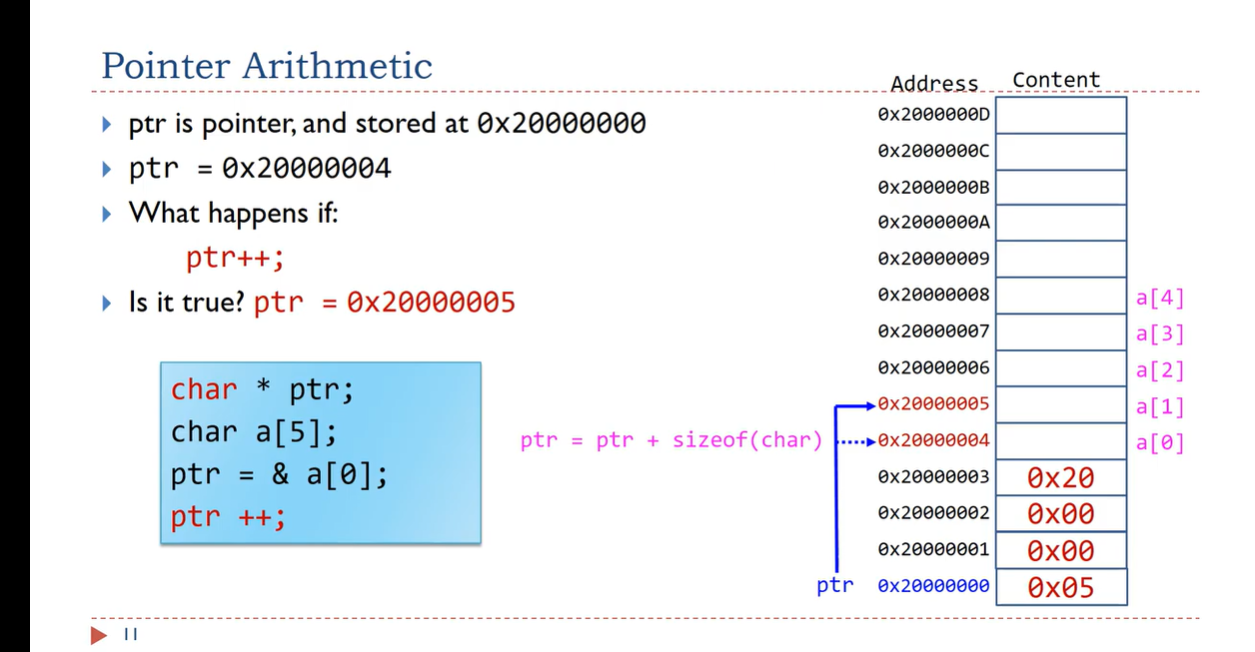 Pointer Arithmetic
ptr is pointer, and stored at 0x20000000
ptr = 0x20000004
What happens if:
ptr++;
Is it true? ptr = 0x20000005
char * ptr;
char a[5];
ptr = & a[0];
ptr ++;
Address Content
0x2000000D
0x2000000C
0x2000000B
0x2000000A
0x20000009
0x20000008 a[4]
0x20000007 a[3]
0x20000006 a[2]
0x20000005 a[1]
ptr = ptr + sizeof(char) 0x20000004 a[0]
0x20000003 0x20
0x20000002 0x00
0x20000001 0x00
ptr 0x20000000 0x05
11